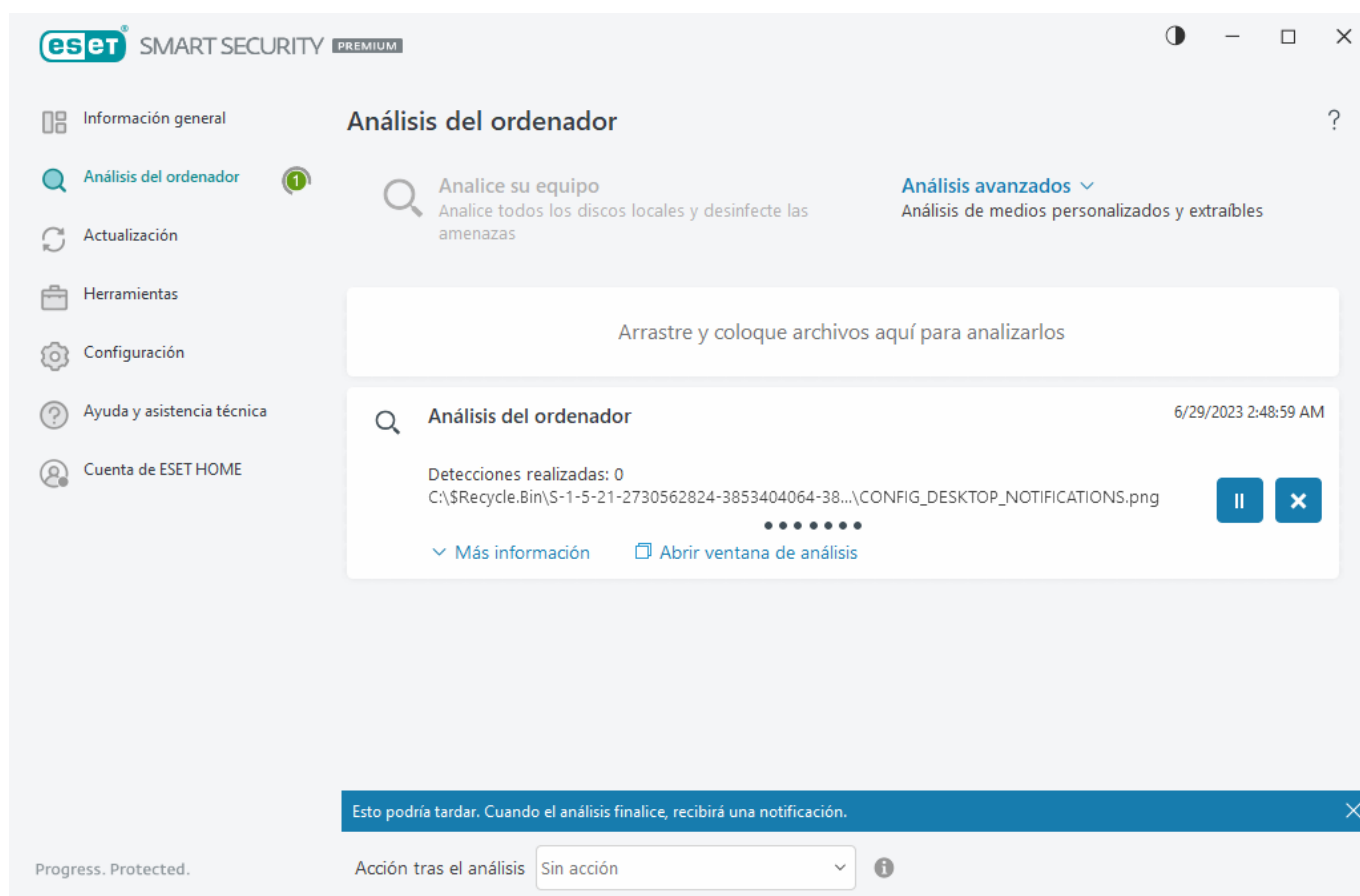 eset® SMART SECURITY PREMIUM
Información general
Análisis del ordenador
1
Actualización
Herramientas
Configuración
Ayuda y asistencia técnica
Cuenta de ESET HOME
Análisis del ordenador
?
Analice su equipo
Analice todos los discos locales y desinfecte las
amenazas
Análisis avanzados
Análisis de medios personalizados y extraíbles
Arrastre y coloque archivos aquí para analizarlos
Análisis del ordenador
6/29/2023 2:48:59 AM
Detecciones realizadas: 0
C:\$Recycle.Bin\S-1-5-21-2730562824-3853404064-38...\CONFIG_DESKTOP_NOTIFICATIONS.png
Más información
Abrir ventana de análisis
Esto podría tardar. Cuando el análisis finalice, recibirá una notificación.
Progress. Protected.
Acción tras el análisis
Sin acción